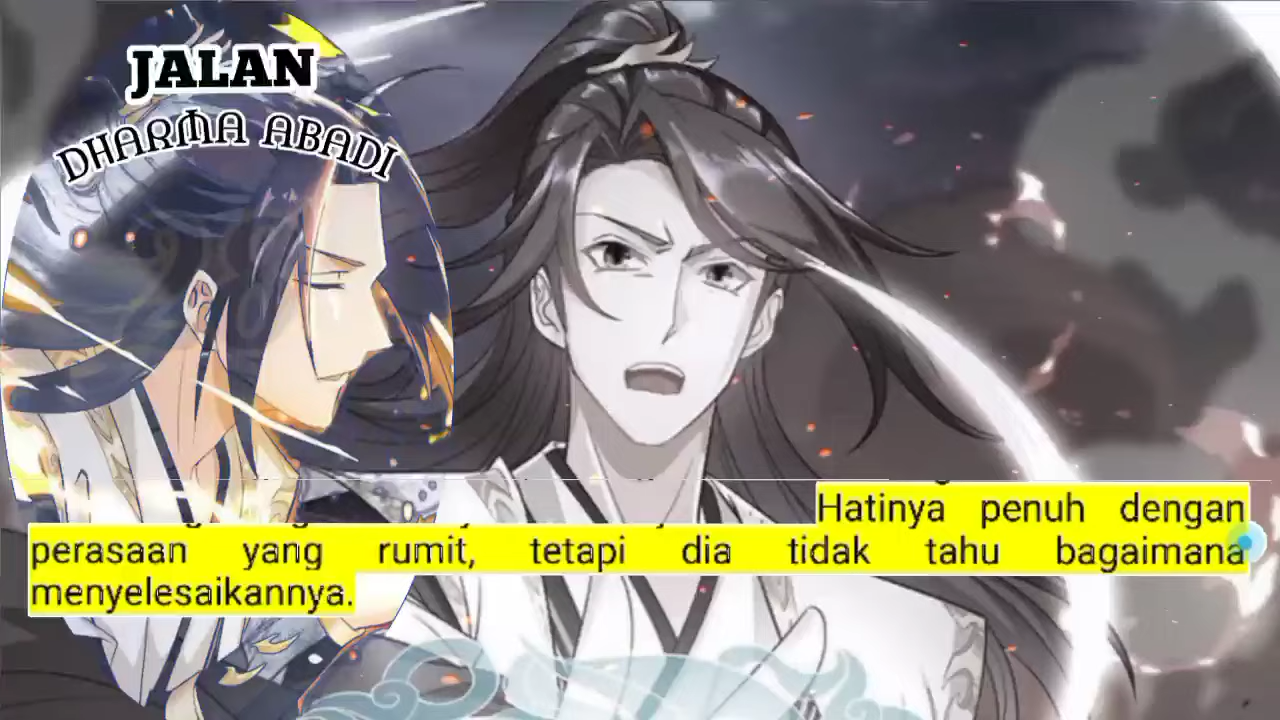 JALAN
DHARMA ABADI
Hatinya penuh dengan
perasaan yang rumit, tetapi dia tidak tahu bagaimana
menyelesaikannya.